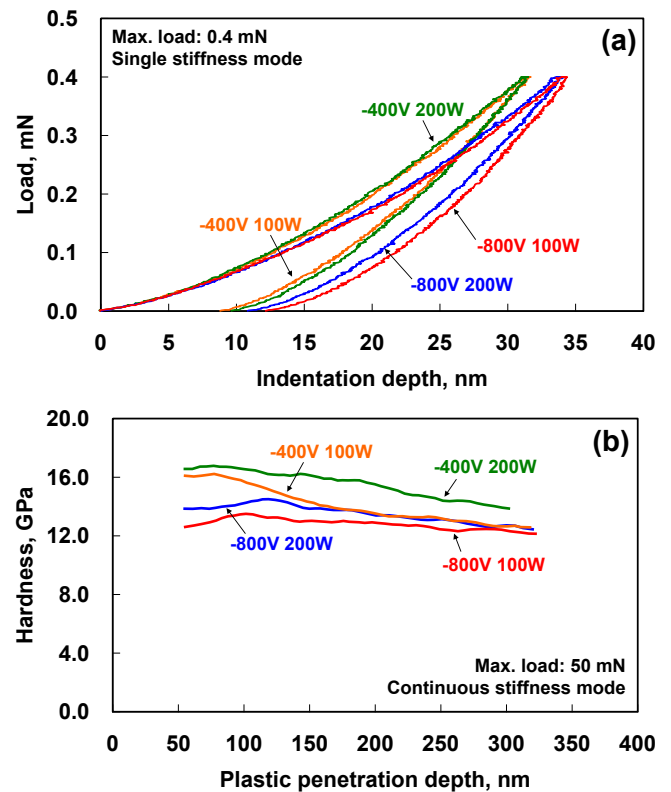 Max. load: 0.4 mN
Single stiffness mode
(a)
Load, mN
0.5
0.4
0.3
0.2
0.1
0.0
-400V 200W
-400V 100W
-800V 100W
-800V 200W
0 5 10 15 20 25 30 35 40
Indentation depth, nm
(b)
Hardness, GPa
20.0
16.0
12.0
8.0
4.0
0.0
-400V 100W
-400V 200W
-800V 200W
-800V 100W
Max. load: 50 mN
Continuous stiffness mode
0 50 100 150 200 250 300 350 400
Plastic penetration depth, nm